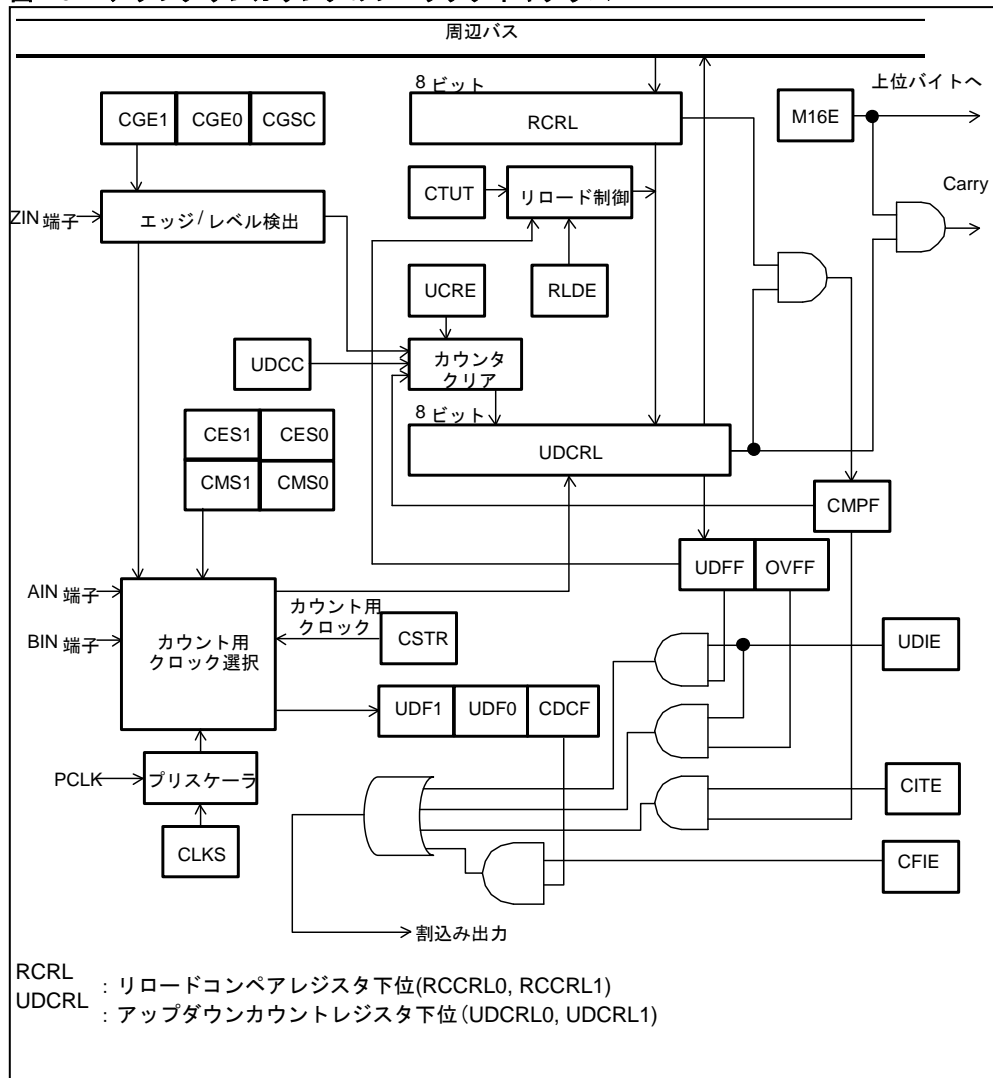 周辺バス
8 ビット
上位バイトへ
CGE1 CGE0 CGSC
RCRL
M16E
CTUT
リロード制御
Carry
ZIN 端子
エッジ/レベル検出
UCRE
RLDE
UDCC
カウンタ
クリア
8 ビット
CES1 CES0
UDCRL
CMS1 CMS0
CMPF
UDFF OVFF
AIN 端子
カウント用
クロック
BIN 端子
カウント用
クロック選択
CSTR
UDIE
UDF1 UDF0 CDCF
PCLK
プリスケーラ
CITE
CLKS
CFIE
割込み出力
RCRL
: リロードコンペアレジスタ下位(RCCRL0, RCCRL1)
UDCRL
: アップダウンカウントレジスタ下位(UDCRL0, UDCRL1)